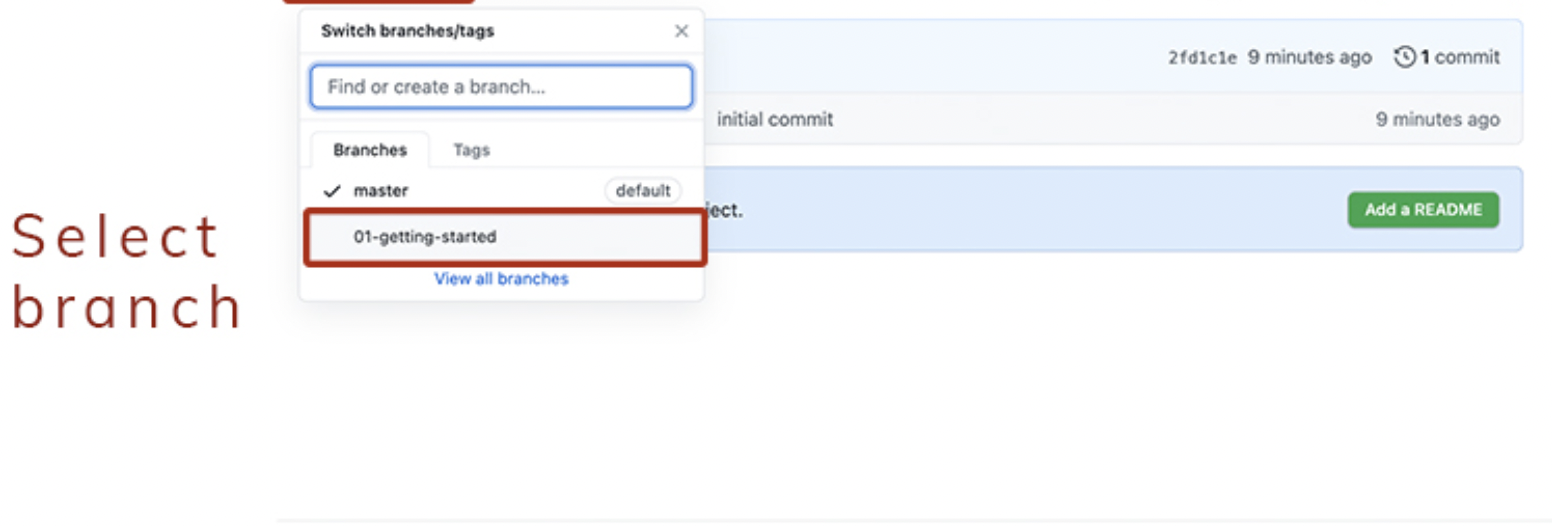 Switch branches/tags
Find or create a branch...
2fd1c1e 9 minutes ago 1 commit
initial commit 9 minutes ago
Branches Tags
master default
ject. Add a README
01-getting-started
View all branches
Select
branch